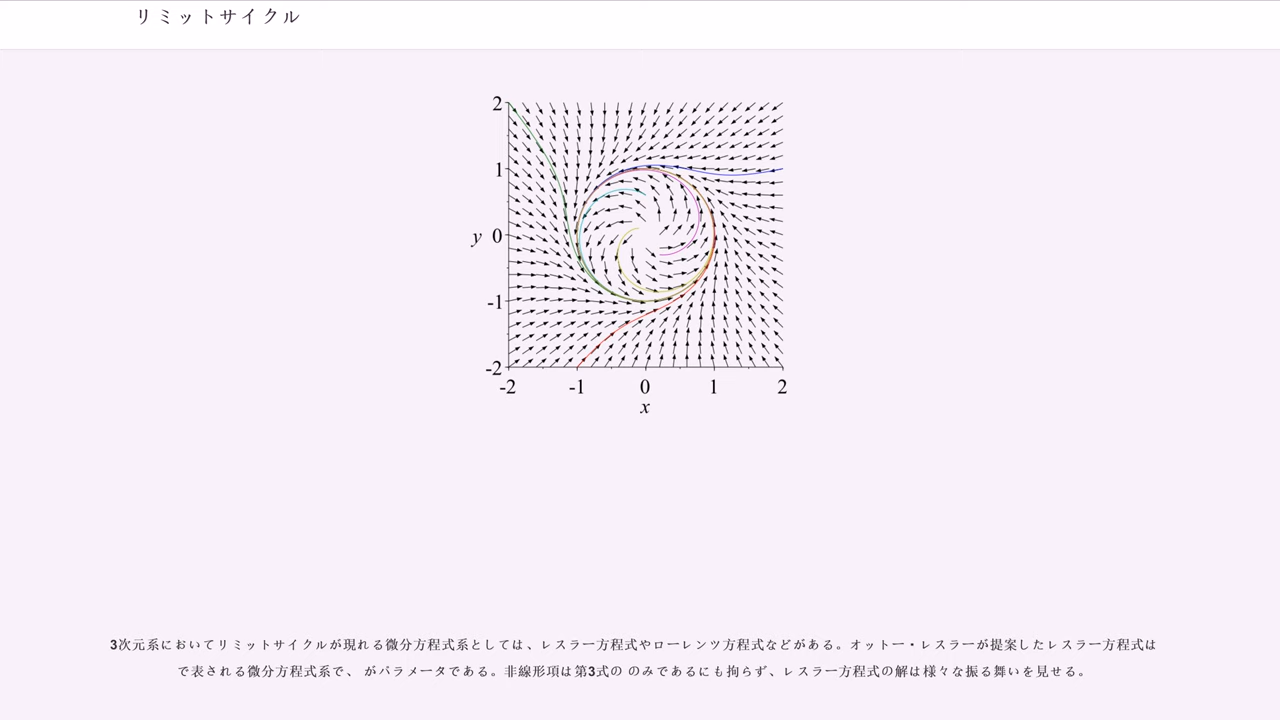 リミットサイクル
2
1
y 0
-1
-2
-2 -1 0 1 2
x
3次元系においてリミットサイクルが現れる微分方程式系としては、レスラー方程式やローレンツ方程式などがある。オットー・レスラーが提案したレスラー方程式は
で表される微分方程式系で、 がパラメータである。非線形項は第3式の のみであるにも拘らず、レスラー方程式の解は様々な振る舞いを見せる。